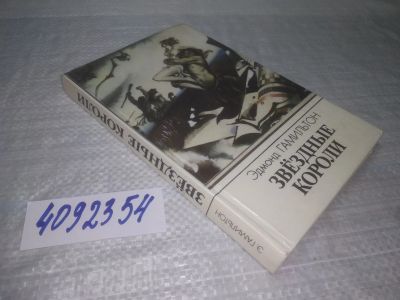 Эдмонд ГАМИЛЬТОН
ЗВЁЗДНЫЕ
КОРОЛИ
ЗВЁЗДНЫЕ КОРОЛИ
Э. ГАМИЛЬТОН
4092354